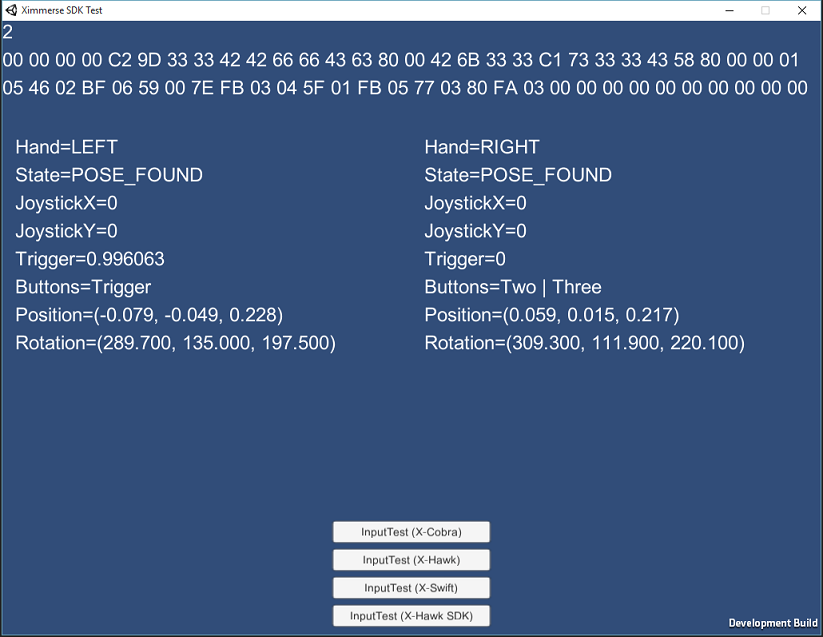 Ximmerse SDK Test
2
00 00 00 00 C2 9D 33 33 42 42 66 66 43 63 80 00 42 6B 33 33 C1 73 33 33 43 58 80 00 00 01
05 46 02 BF 06 59 00 7E FB 03 04 5F 01 FB 05 77 03 80 FA 03 00 00 00 00 00 00 00 00 00 00
Hand=LEFT
State=POSE_FOUND
JoystickX=0
JoystickY=0
Trigger=0.996063
Buttons=Trigger
Position=(-0.079, -0.049, 0.228)
Rotation=(289.700, 135.000, 197.500)
Hand=RIGHT
State=POSE_FOUND
JoystickX=0
JoystickY=0
Trigger=0
Buttons=Two | Three
Position=(0.059, 0.015, 0.217)
Rotation=(309.300, 111.900, 220.100)
InputTest (X-Cobra)
InputTest (X-Hawk)
InputTest (X-Swift)
InputTest (X-Hawk SDK)
Development Build